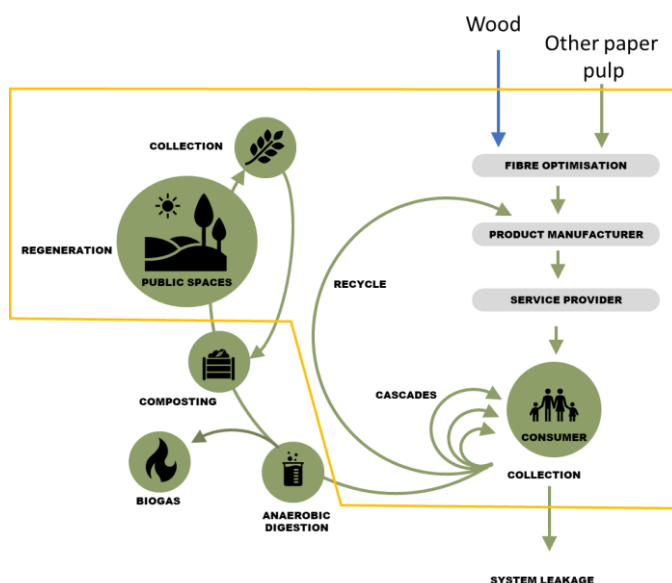 Wood
Other paper
pulp
COLLECTION
FIBRE OPTIMISATION
REGENERATION
PUBLIC SPACES
PRODUCT MANUFACTURER
RECYCLE
SERVICE PROVIDER
COMPOSTING
CASCADES
CONSUMER
COLLECTION
BIOGAS
ANAEROBIC
DIGESTION
SYSTEM LEAKAGE